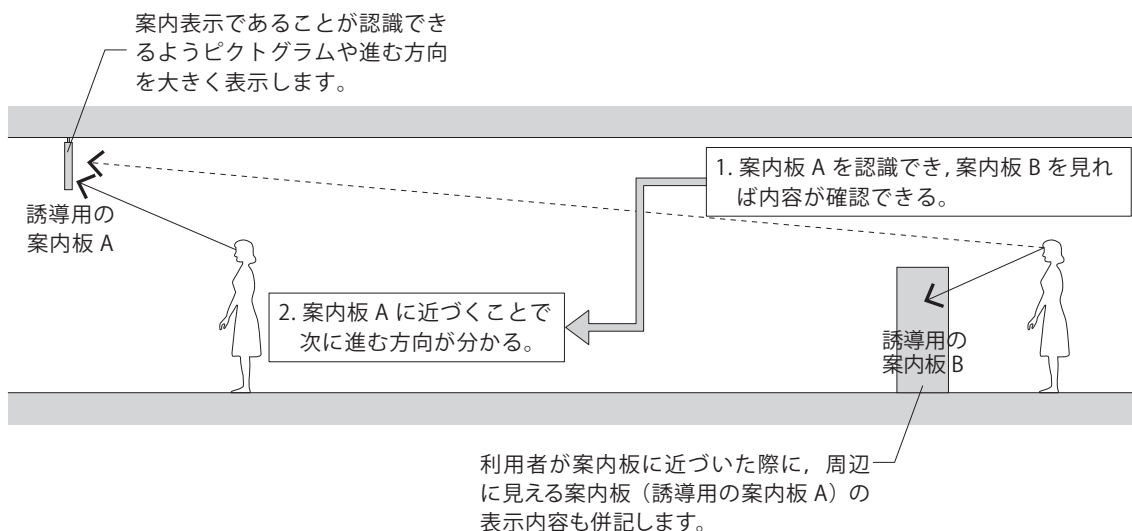 案内表示であることが認識でき
るようピクトグラムや進む方向
を大きく表示します。
1. 案内板 A を認識でき, 案内板 B を見れ
ば内容が確認できる。
誘導用の
案内板 A
2. 案内板 A に近づくことで
次に進む方向が分かる。
誘導用の
案内板 B
利用者が案内板に近づいた際に，周辺
に見える案内板（誘導用の案内板 A）の
表示内容も併記します。